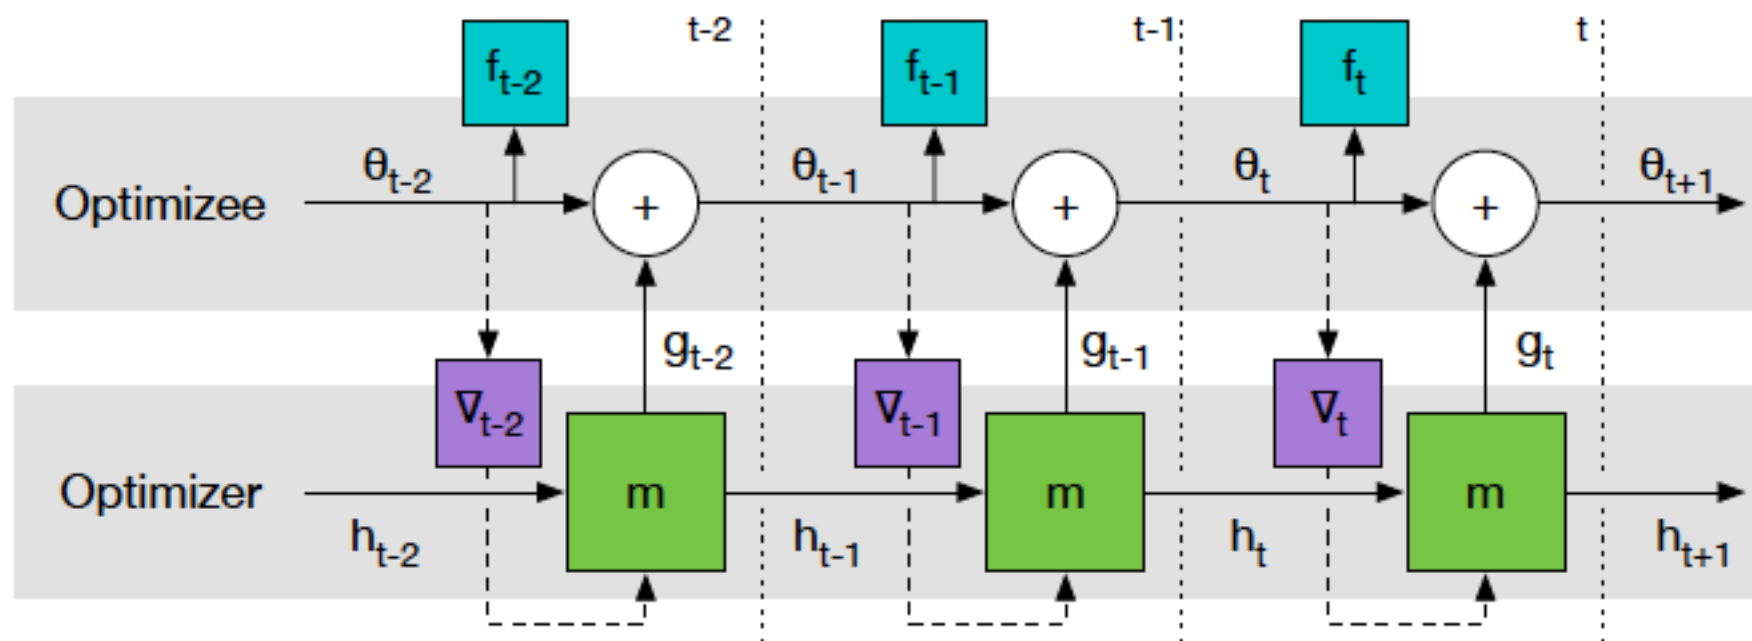 t-2 t-1 t
f_{t-2} f_{t-1} f_t
θ_{t-2} θ_{t-1} θ_t θ_{t+1}
Optimizee + + +
g_{t-2} g_{t-1} g_t
∇_{t-2} ∇_{t-1} ∇_t
Optimizer m m m
h_{t-2} h_{t-1} h_t h_{t+1}